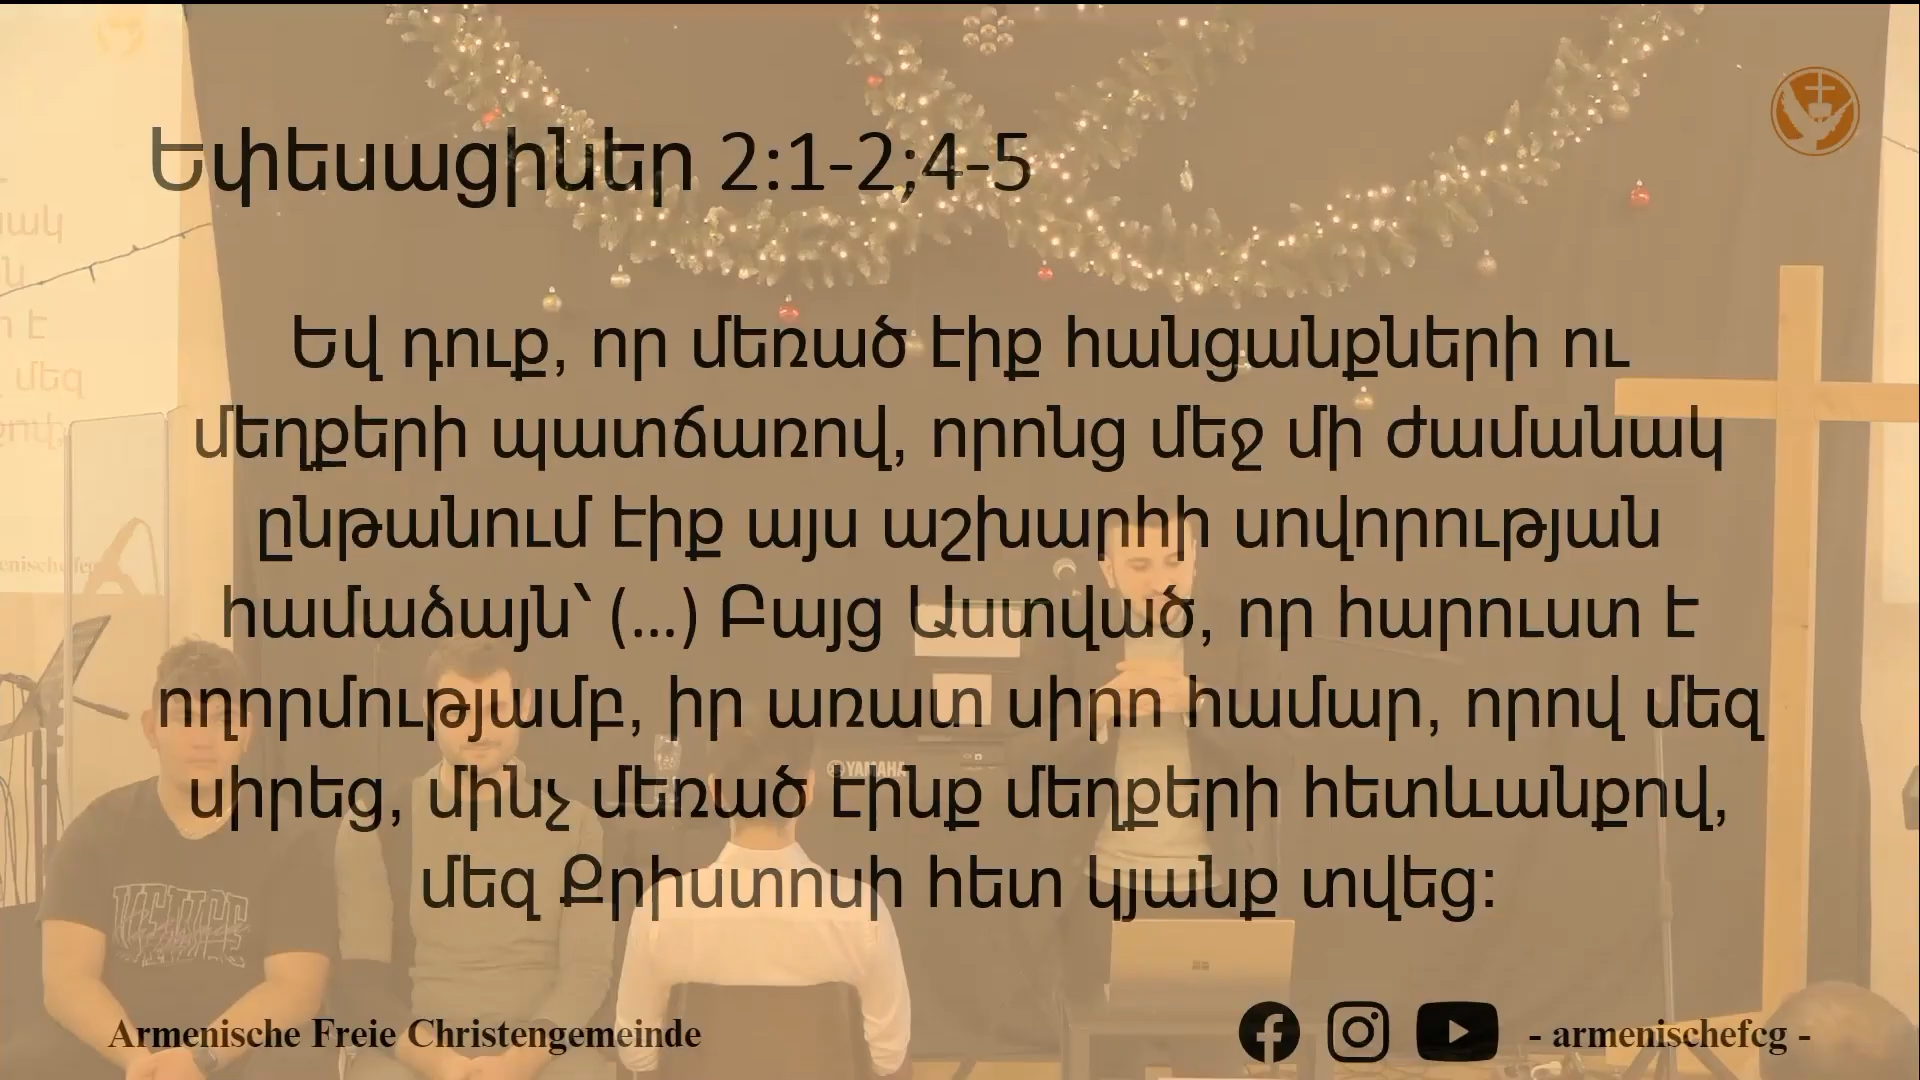 Եփեսացիներ 2:1-2;4-5
Եվ դուք, որ մեռած էիք հանցանքների ու
մեղքերի պատճառով, որոնց մեջ մի ժամանակ
ընթանում էիք այս աշխարհի սովորության
համաձայն՝ (...) Բայց Աստված, որ հարուստ է
ողորմությամբ, իր առատ սիրո համար, որով մեզ
սիրեց, մինչ մեռած էինք մեղքերի հետևանքով,
մեզ Քրիստոսի հետ կյանք տվեց:
YAMAHA
Armenische Freie Christengemeinde
- armenischefcg -